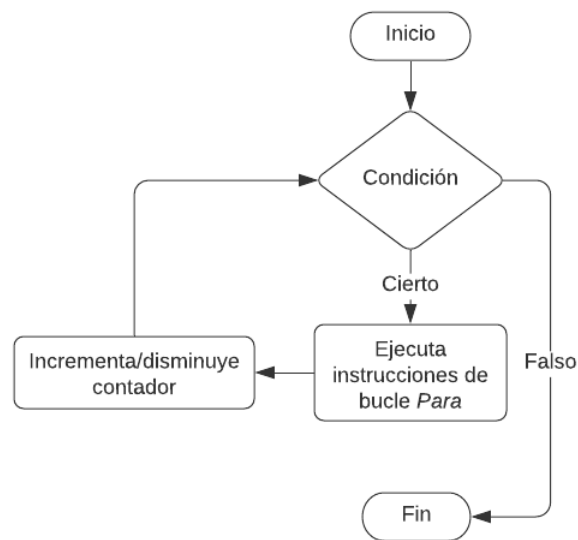 Inicio
Condición
Cierto
Incrementa/disminuye
contador
Ejecuta
instrucciones de
bucle Para
Falso
Fin